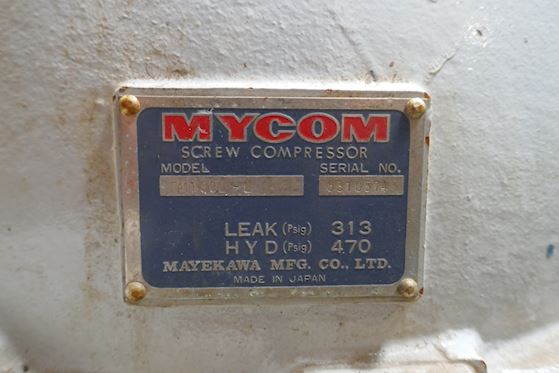 MYCOM
SCREW COMPRESSOR
MODEL SERIAL NO.
LEAK (Psig) 313
HYD (Psig) 470
MAYEKAWA MFG. CO., LTD.
MADE IN JAPAN